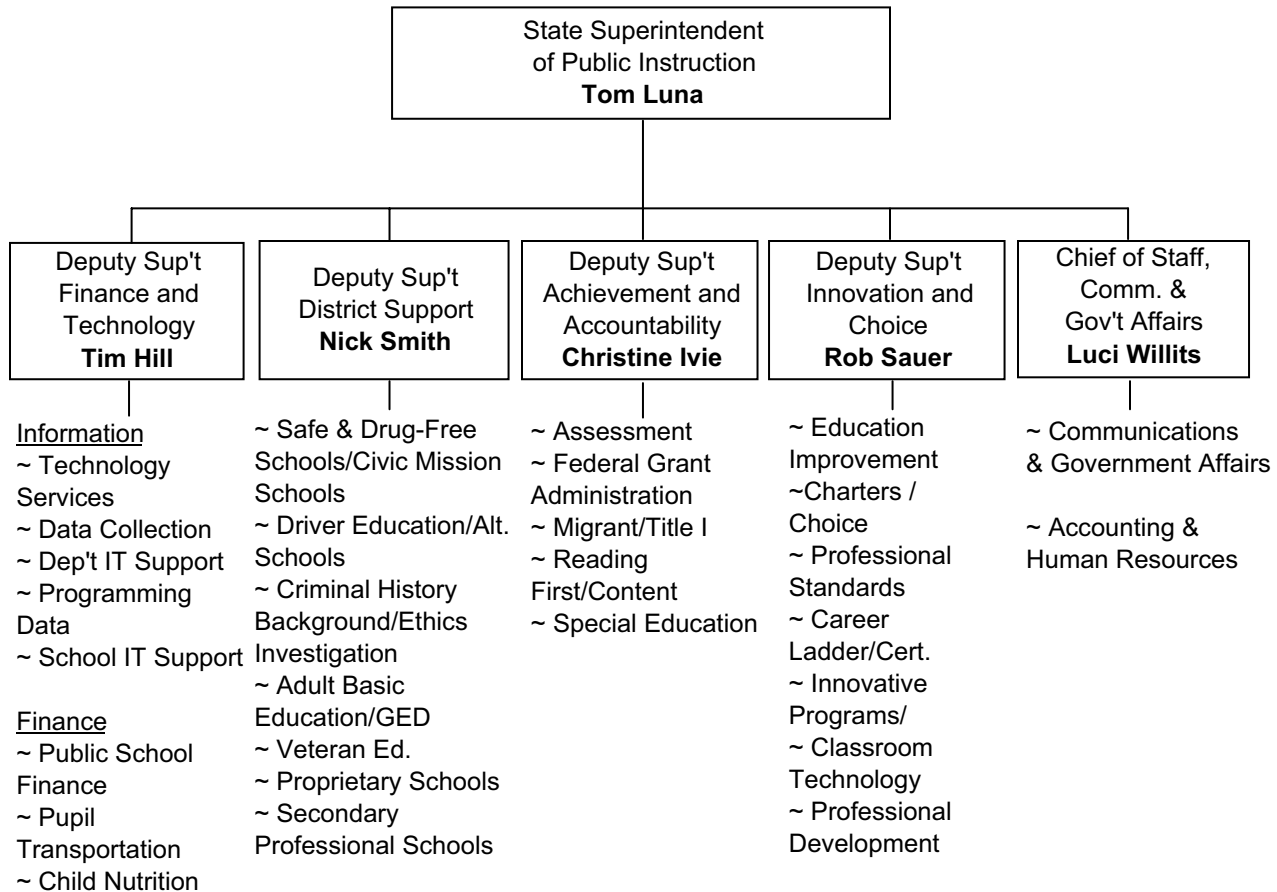 State Superintendent
of Public Instruction
Tom Luna
Deputy Sup't
Finance and
Technology
Tim Hill
Deputy Sup't
District Support
Nick Smith
Deputy Sup't
Achievement and
Accountability
Christine Ivie
Deputy Sup't
Innovation and
Choice
Rob Sauer
Chief of Staff,
Comm. &
Gov't Affairs
Luci Willits
Information
~ Technology
Services
~ Data Collection
~ Dep't IT Support
~ Programming
Data
~ School IT Support
Finance
~ Public School
Finance
~ Pupil
Transportation
~ Child Nutrition
~ Safe & Drug-Free
Schools/Civic Mission
Schools
~ Driver Education/Alt.
Schools
~ Criminal History
Background/Ethics
Investigation
~ Adult Basic
Education/GED
~ Veteran Ed.
~ Proprietary Schools
~ Secondary
Professional Schools
~ Assessment
~ Federal Grant
Administration
~ Migrant/Title I
~ Reading
First/Content
~ Special Education
~ Education
Improvement
~Charters /
Choice
~ Professional
Standards
~ Career
Ladder/Cert.
~ Innovative
Programs/
~ Classroom
Technology
~ Professional
Development
~ Communications
& Government Affairs
~ Accounting &
Human Resources